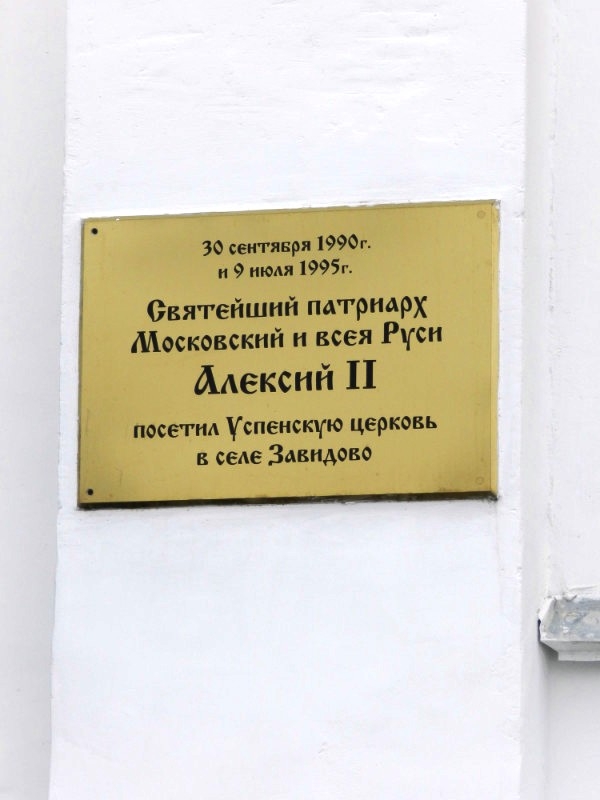 30 сентября 1990г.
и 9 июля 1995г.
Святейший патриарх
Московский и всея Руси
Алексий II
посетил Успенскую церковь
в селе Завидово